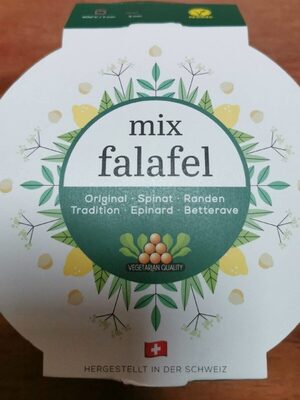 mix
falafel
Original · Spinat · Randen
Tradition · Epinard · Betterave
VEGETARIAN QUALITY
HERGESTELLT IN DER SCHWEIZ